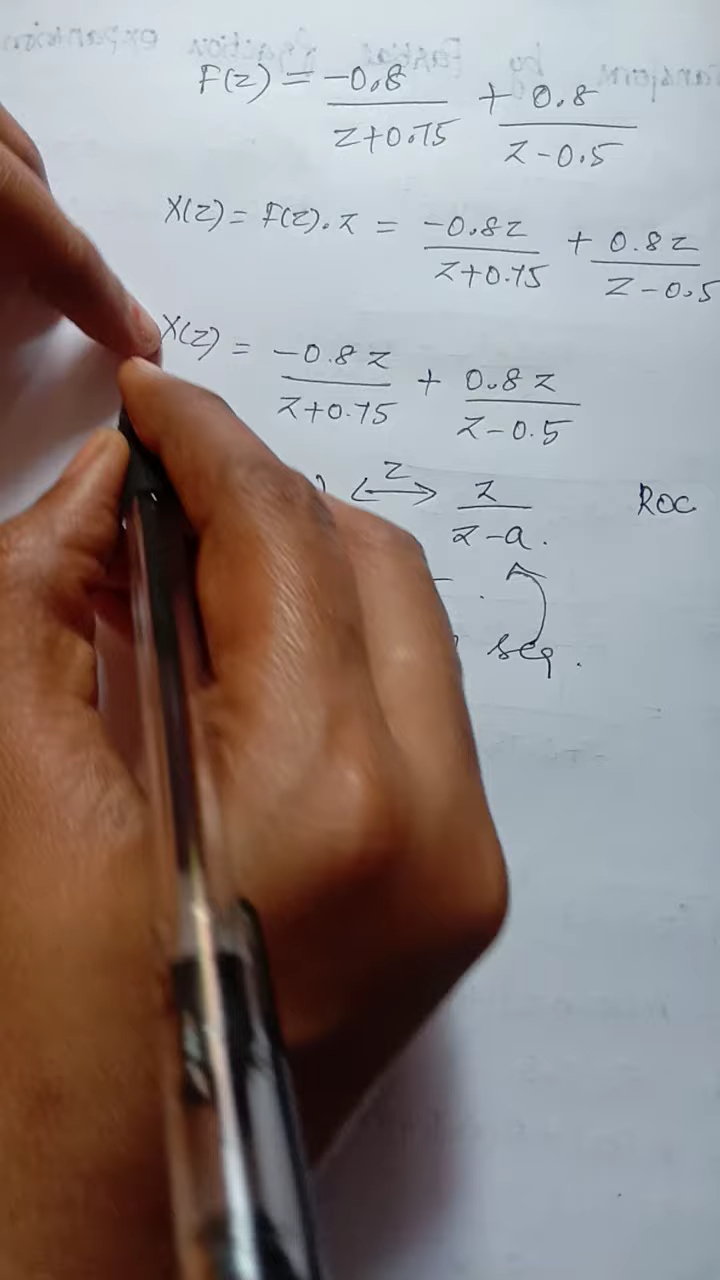 F(z) = -0.8/z+0.75 + 0.8/z-0.5
X(z) = F(z).z = -0.8z/z+0.75 + 0.8z/z-0.5
X(z) = -0.8z/z+0.75 + 0.8z/z-0.5
) ⟷ z z/z-a. ROC
seq.